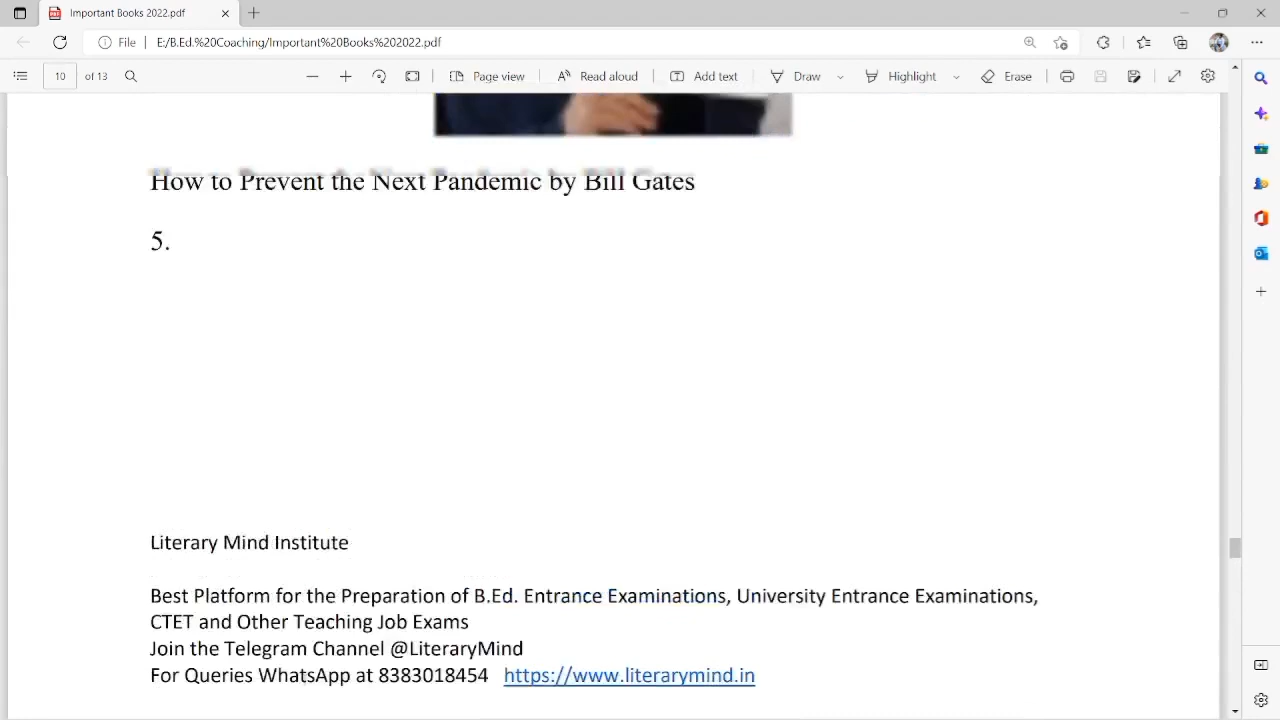 Important Books 2022.pdf
File E:/B.Ed.%20Coaching/Important%20Books%202022.pdf
10 of 13 Page view Read aloud Add text Draw Highlight Erase
How to Prevent the Next Pandemic by Bill Gates
5.
Literary Mind Institute
Best Platform for the Preparation of B.Ed. Entrance Examinations, University Entrance Examinations,
CTET and Other Teaching Job Exams
Join the Telegram Channel @LiteraryMind
For Queries WhatsApp at 8383018454 https://www.literarymind.in